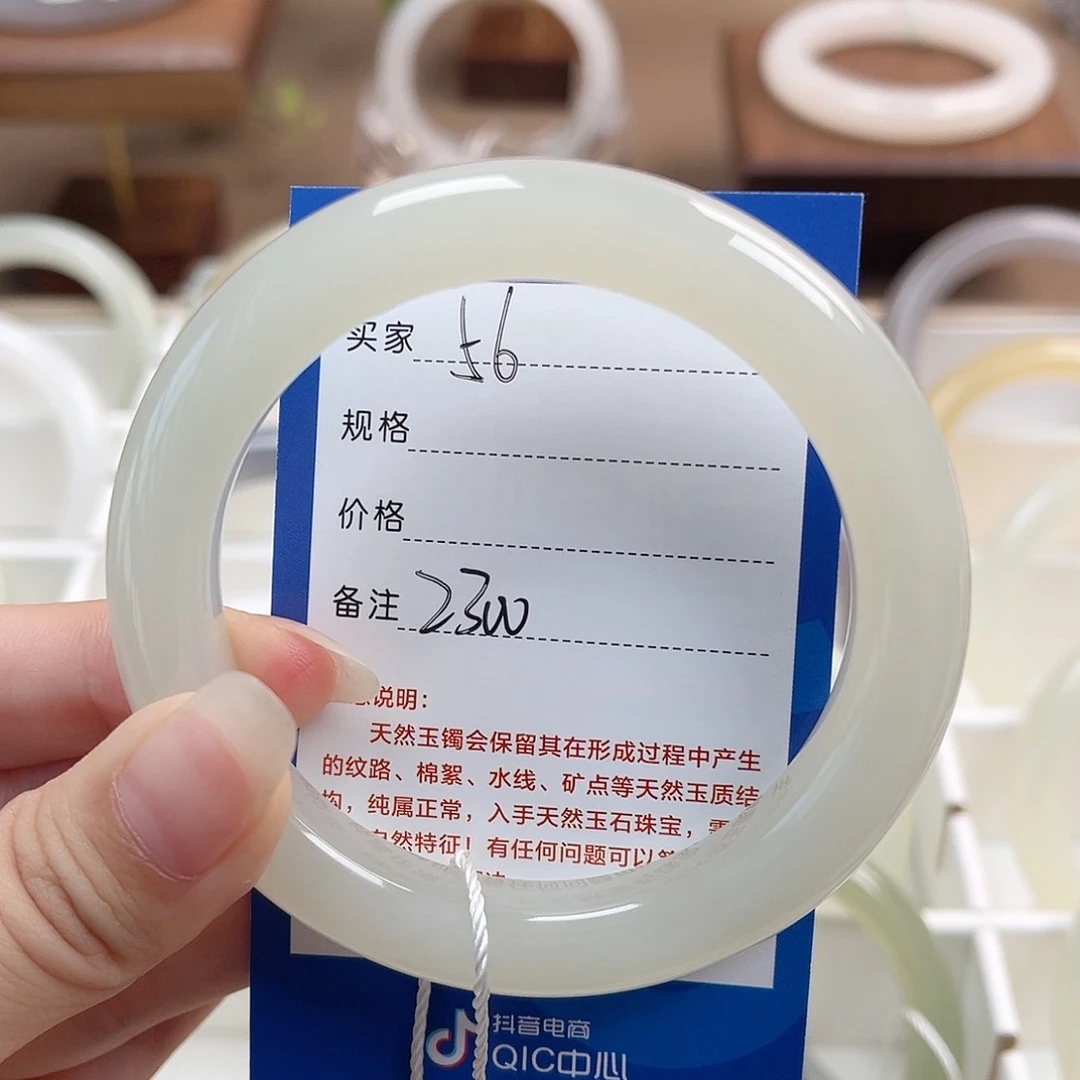 买家 56
规格
价格
备注 2300
说明:
天然玉镯会保留其在形成过程中产生
的纹路、棉絮、水线、矿点等天然玉质结
构，纯属正常，入手天然玉石珠宝，需
自然特征！有任何问题可以
抖音电商
QIC中心